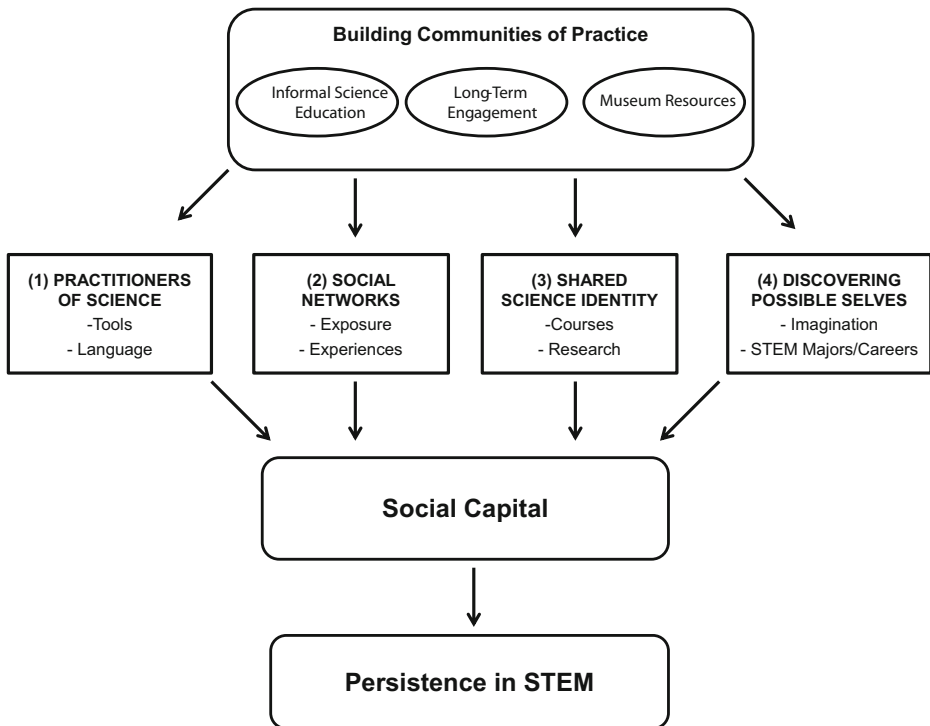 Building Communities of Practice
Informal Science
Education
Long-Term
Engagement
Museum Resources
(1) PRACTITIONERS
OF SCIENCE
-Tools
- Language
(2) SOCIAL
NETWORKS
- Exposure
- Experiences
(3) SHARED
SCIENCE IDENTITY
-Courses
- Research
(4) DISCOVERING
POSSIBLE SELVES
- Imagination
- STEM Majors/Careers
Social Capital
Persistence in STEM